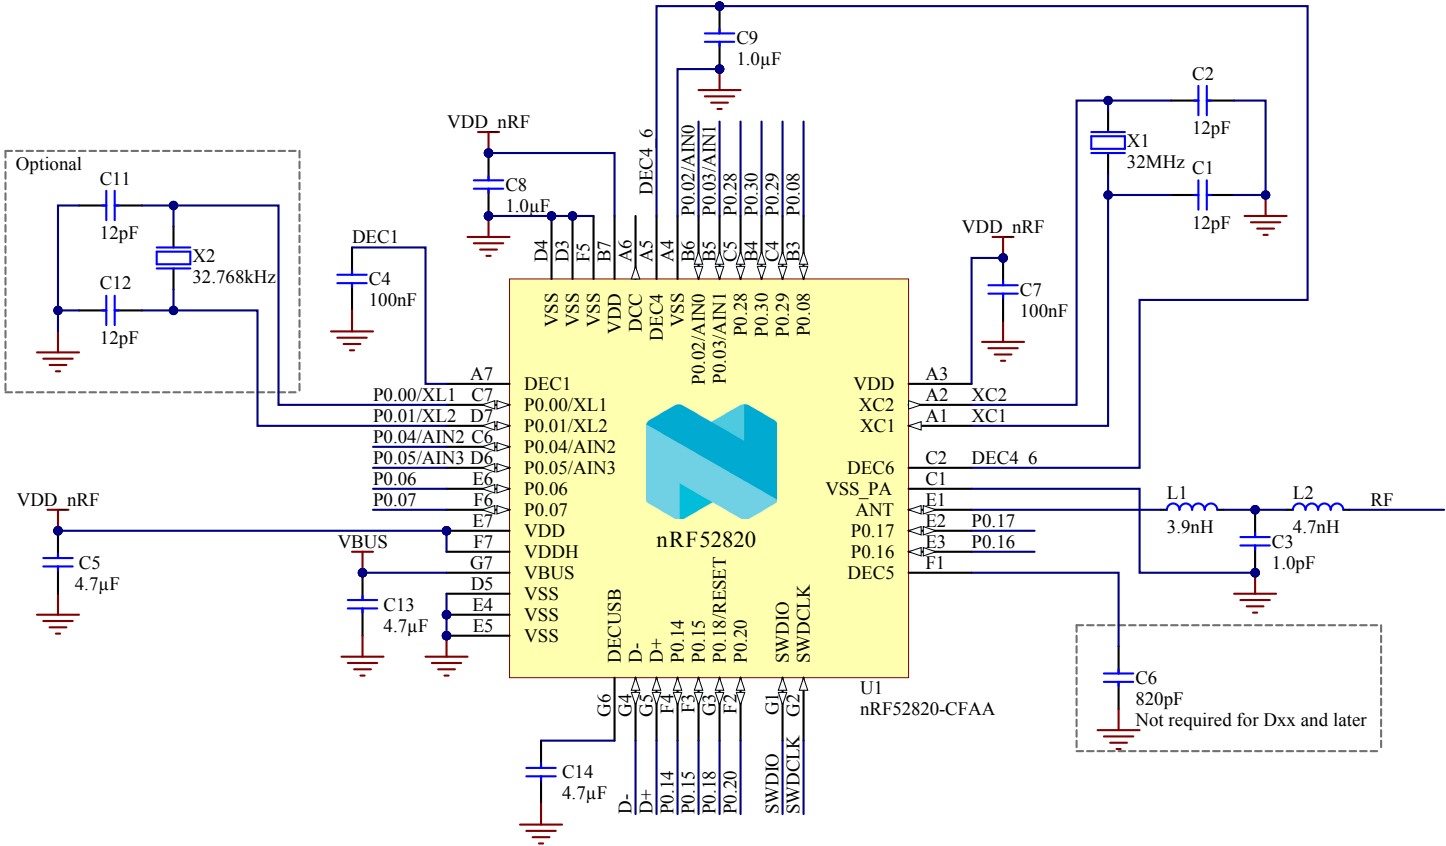 C9
1.0µF
C2
12pF
X1
32MHz
C1
12pF
VDD_nRF
C8
1.0µF
DEC4_6
P0.02/AIN0
P0.03/AIN1
P0.28
P0.30
P0.29
P0.08
Optional
C11
12pF
X2
32.768kHz
C12
12pF
DEC1
C4
100nF
VDD_nRF
C7
100nF
D4
D3
F5
B7
A6
A5
A4
B6
B5
C5
B4
C4
B3
VSS
VSS
VSS
VDD
DCC
DEC4
VSS
P0.02/AIN0
P0.03/AIN1
P0.28
P0.30
P0.29
P0.08
A7 DEC1
P0.00/XL1 C7 P0.00/XL1
P0.01/XL2 D7 P0.01/XL2
P0.04/AIN2 C6 P0.04/AIN2
P0.05/AIN3 D6 P0.05/AIN3
P0.06 E6 P0.06
P0.07 F6 P0.07
E7 VDD
F7 VDDH
G7 VBUS
D5 VSS
E4 VSS
E5 VSS
VDD A3
XC2 A2 XC2
XC1 A1 XC1
DEC6 C2 DEC4_6
VSS_PA C1
ANT E1
P0.17 E2 P0.17
P0.16 E3 P0.16
DEC5 F1
nRF52820
VDD_nRF
C5
4.7µF
VBUS
C13
4.7µF
L1
3.9nH
L2
4.7nH
RF
C3
1.0pF
DECUSB
D-
D+
P0.14
P0.15
P0.18/RESET
P0.20
SWDIO
SWDCLK
G6
G4
G5
F4
F3
G3
F2
G1
G2
U1
nRF52820-CFAA
C6
820pF
Not required for Dxx and later
C14
4.7µF
D-
D+
P0.14
P0.15
P0.18
P0.20
SWDIO
SWDCLK